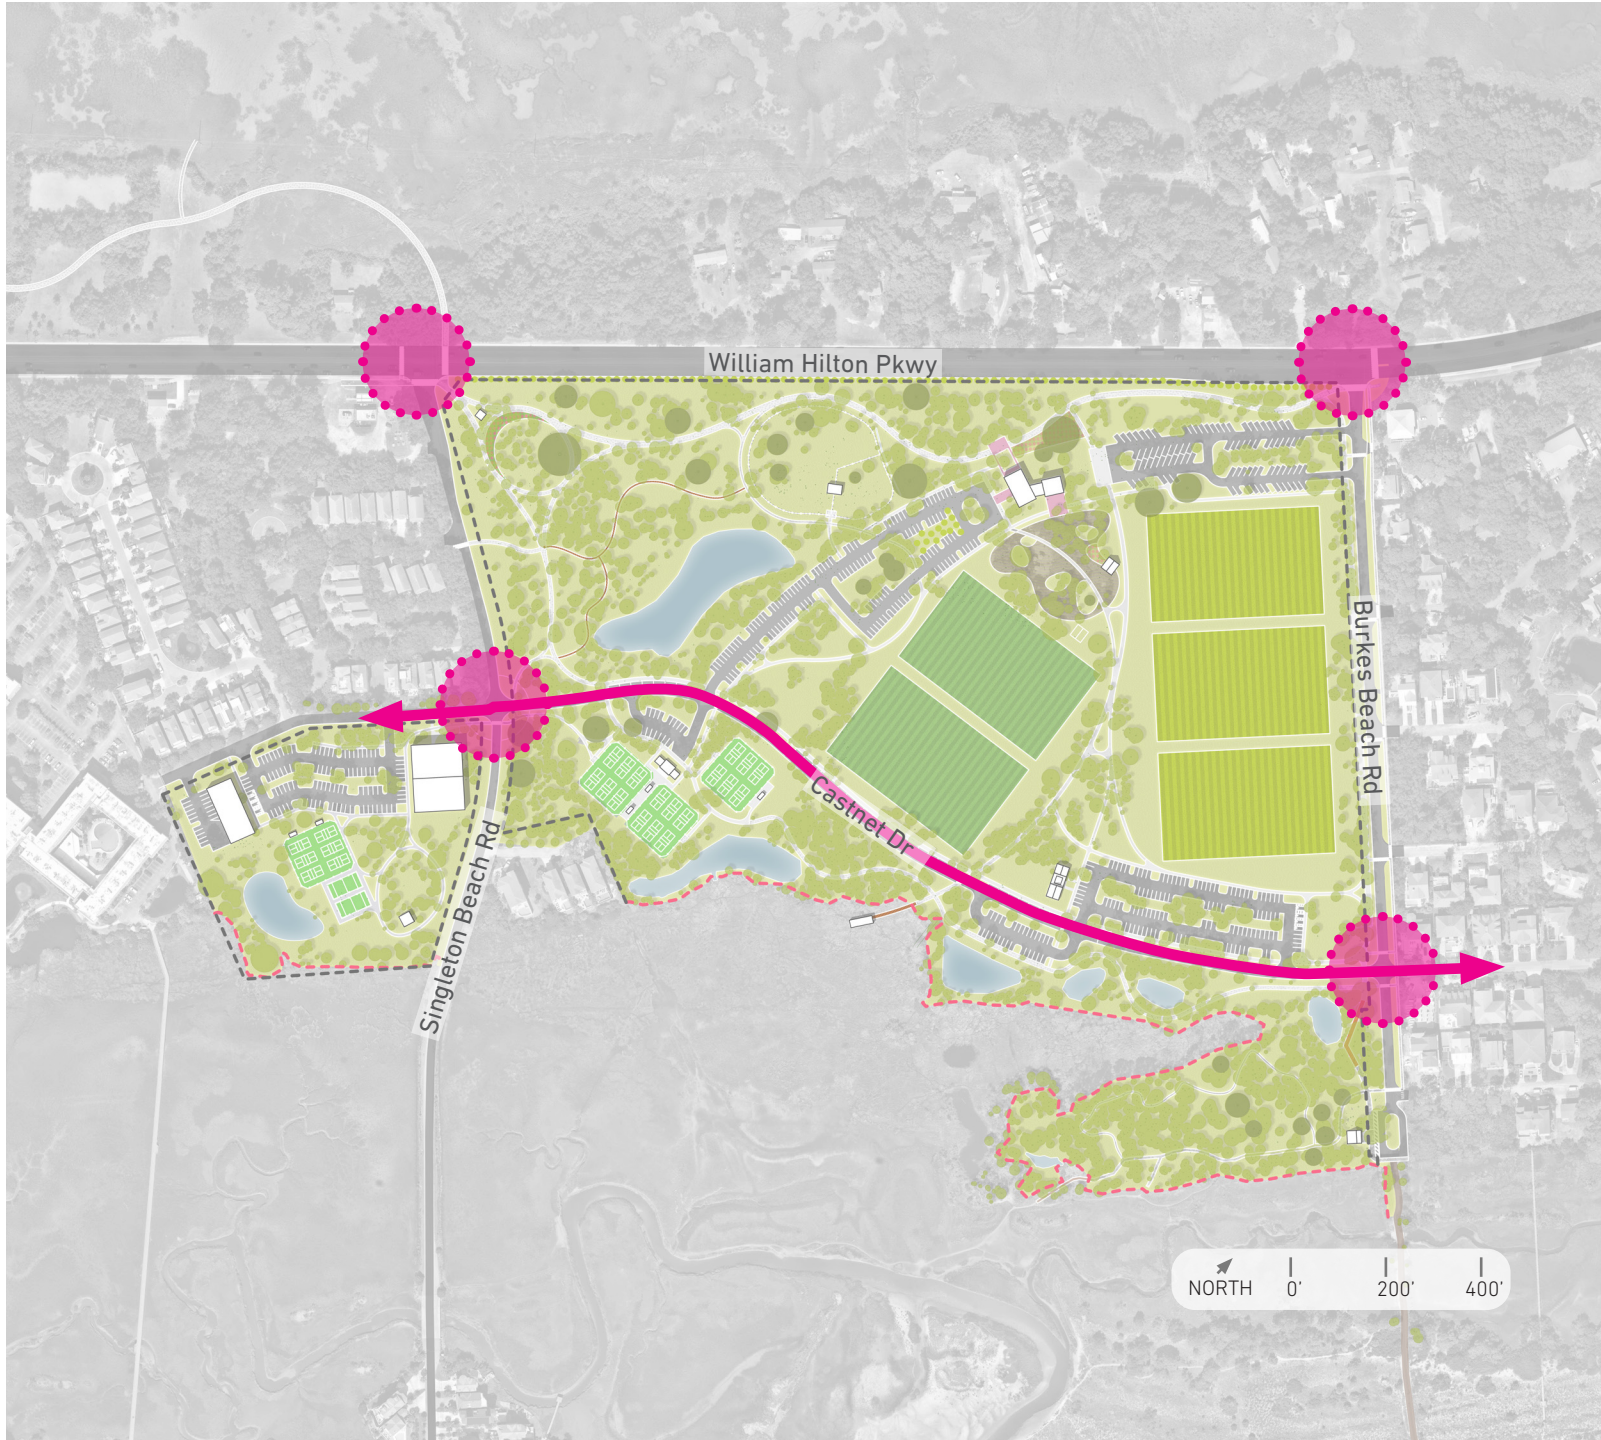 William Hilton Pkwy
Burkes Beach Rd
Castnet Dr
Singleton Beach Rd
NORTH 0' 200' 400'